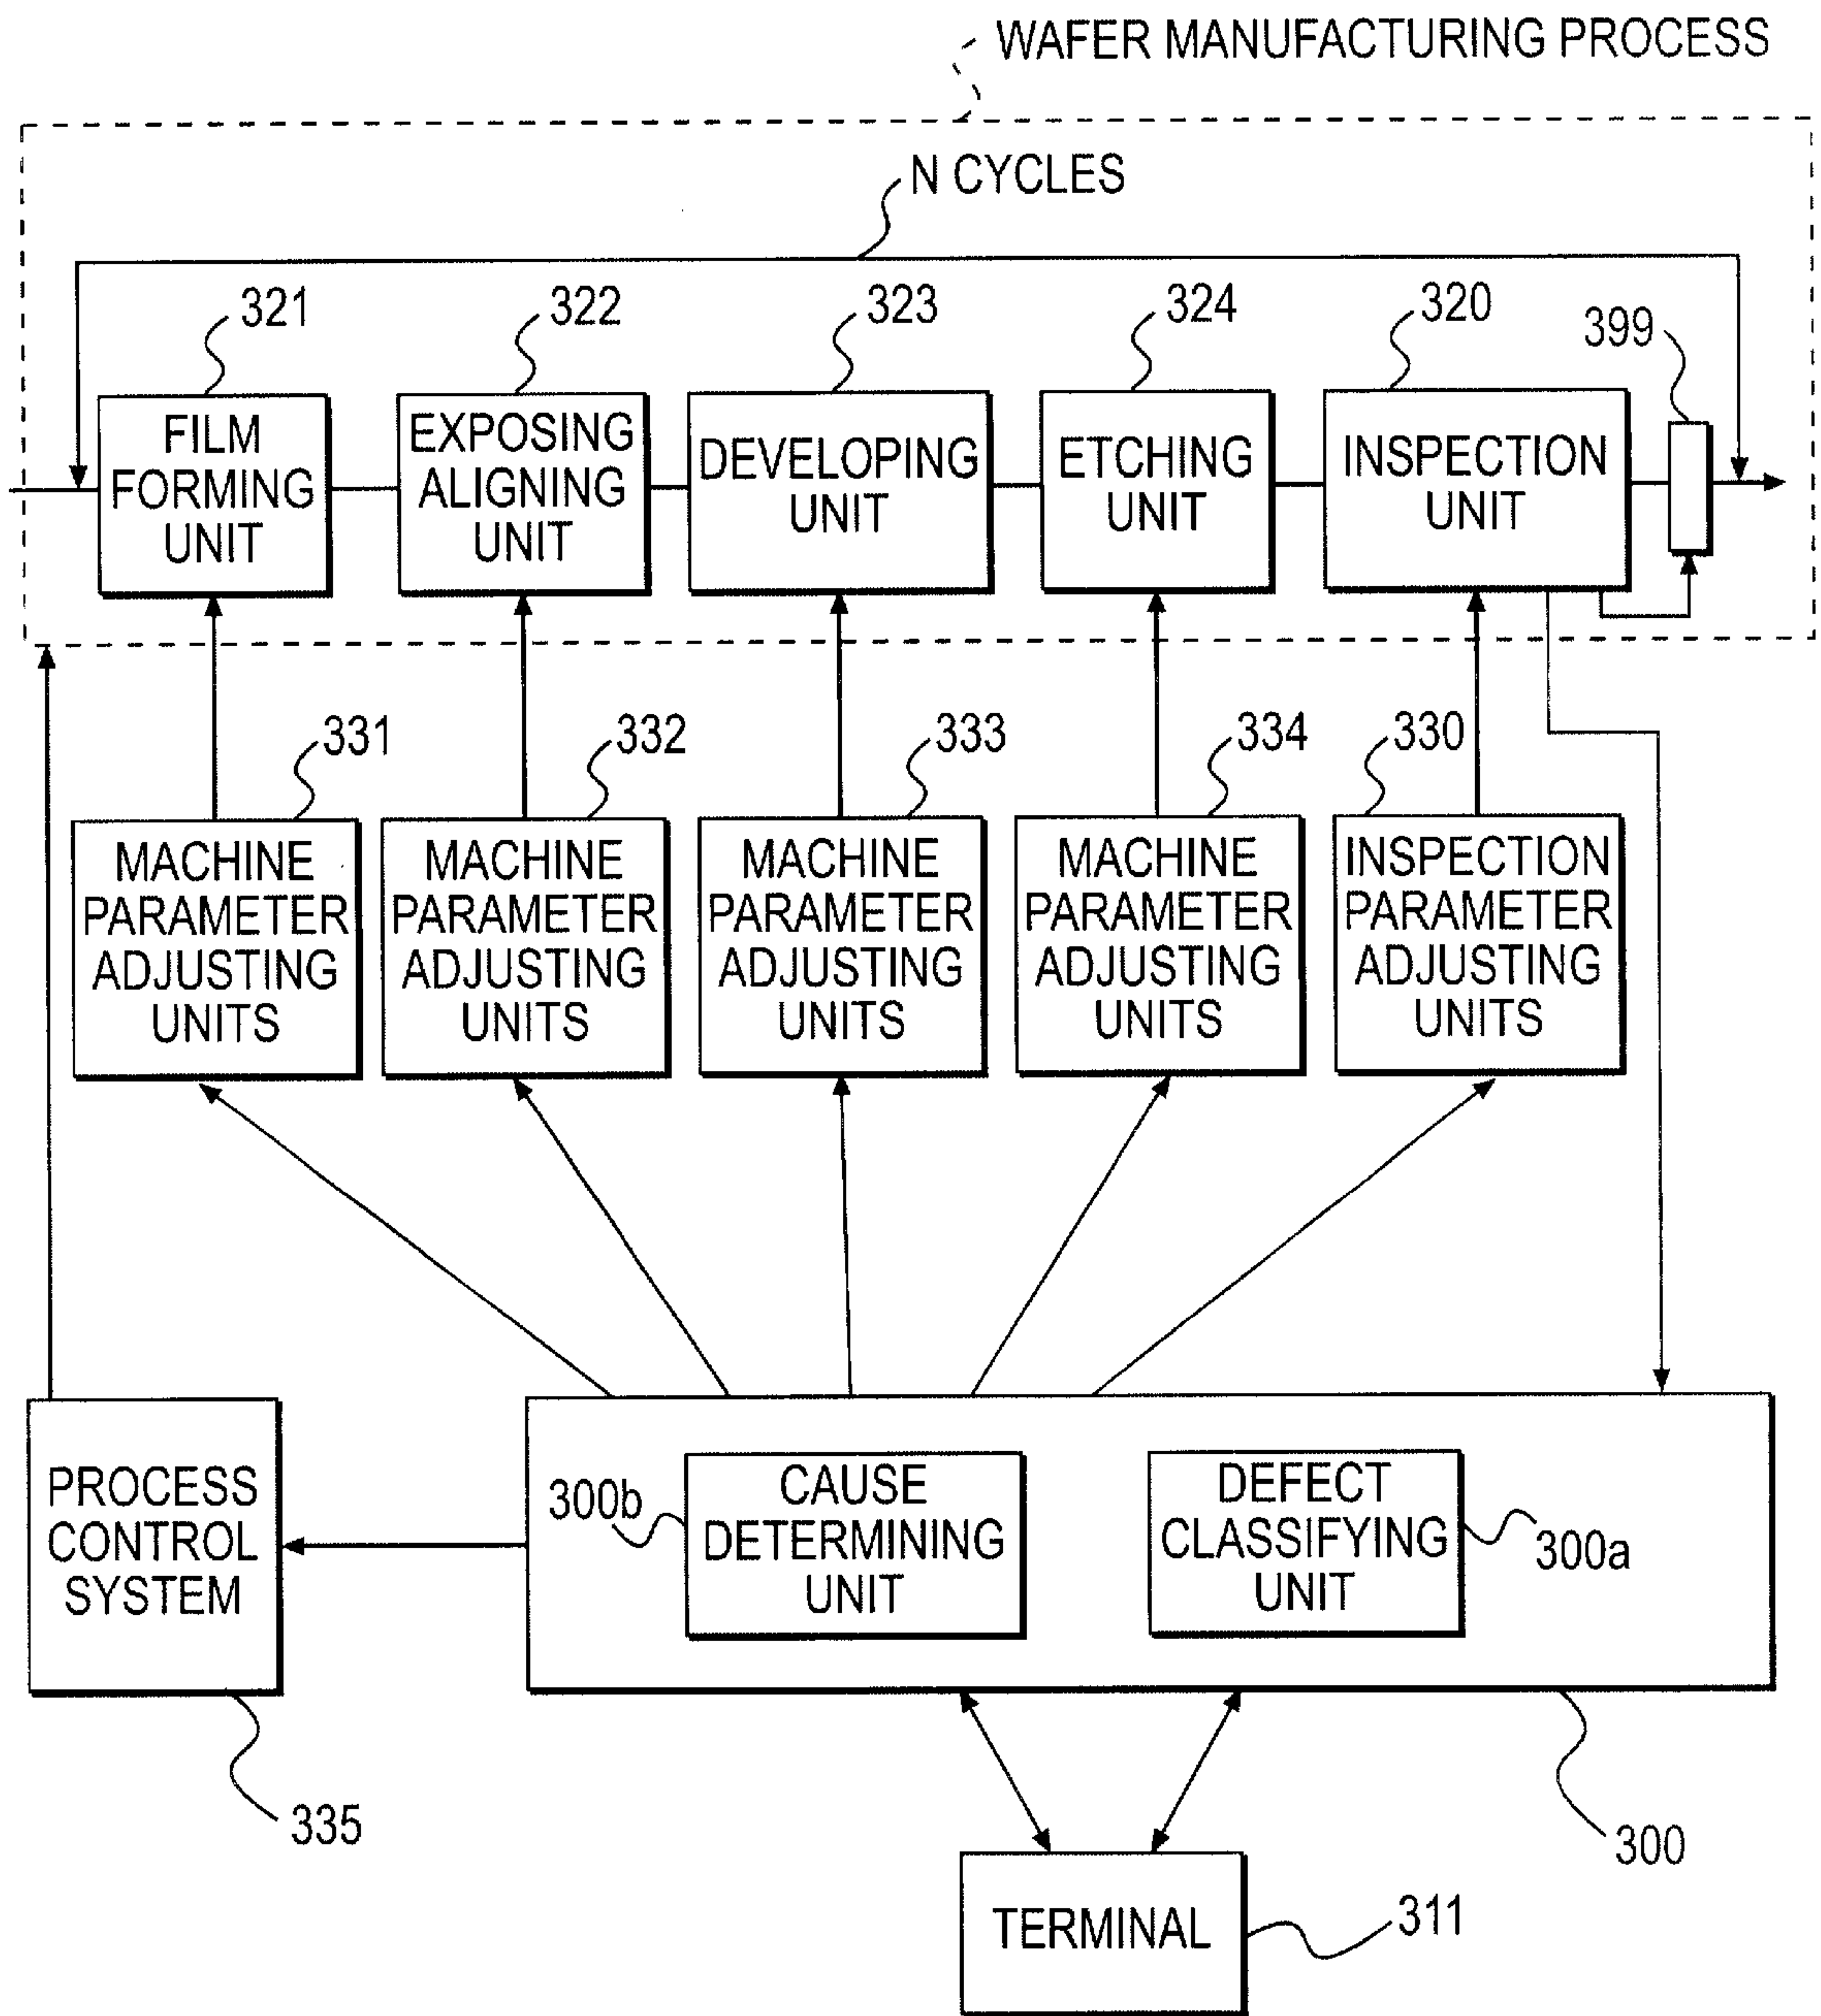 WAFER MANUFACTURING PROCESS
N CYCLES
321
322
323
324
320
399
FILM
FORMING
UNIT
EXPOSING
ALIGNING
UNIT
DEVELOPING
UNIT
ETCHING
UNIT
INSPECTION
UNIT
331
332
333
334
330
MACHINE
PARAMETER
ADJUSTING
UNITS
MACHINE
PARAMETER
ADJUSTING
UNITS
MACHINE
PARAMETER
ADJUSTING
UNITS
MACHINE
PARAMETER
ADJUSTING
UNITS
INSPECTION
PARAMETER
ADJUSTING
UNITS
PROCESS
CONTROL
SYSTEM
300b
CAUSE
DETERMINING
UNIT
DEFECT
CLASSIFYING
UNIT
300a
335
300
TERMINAL
311